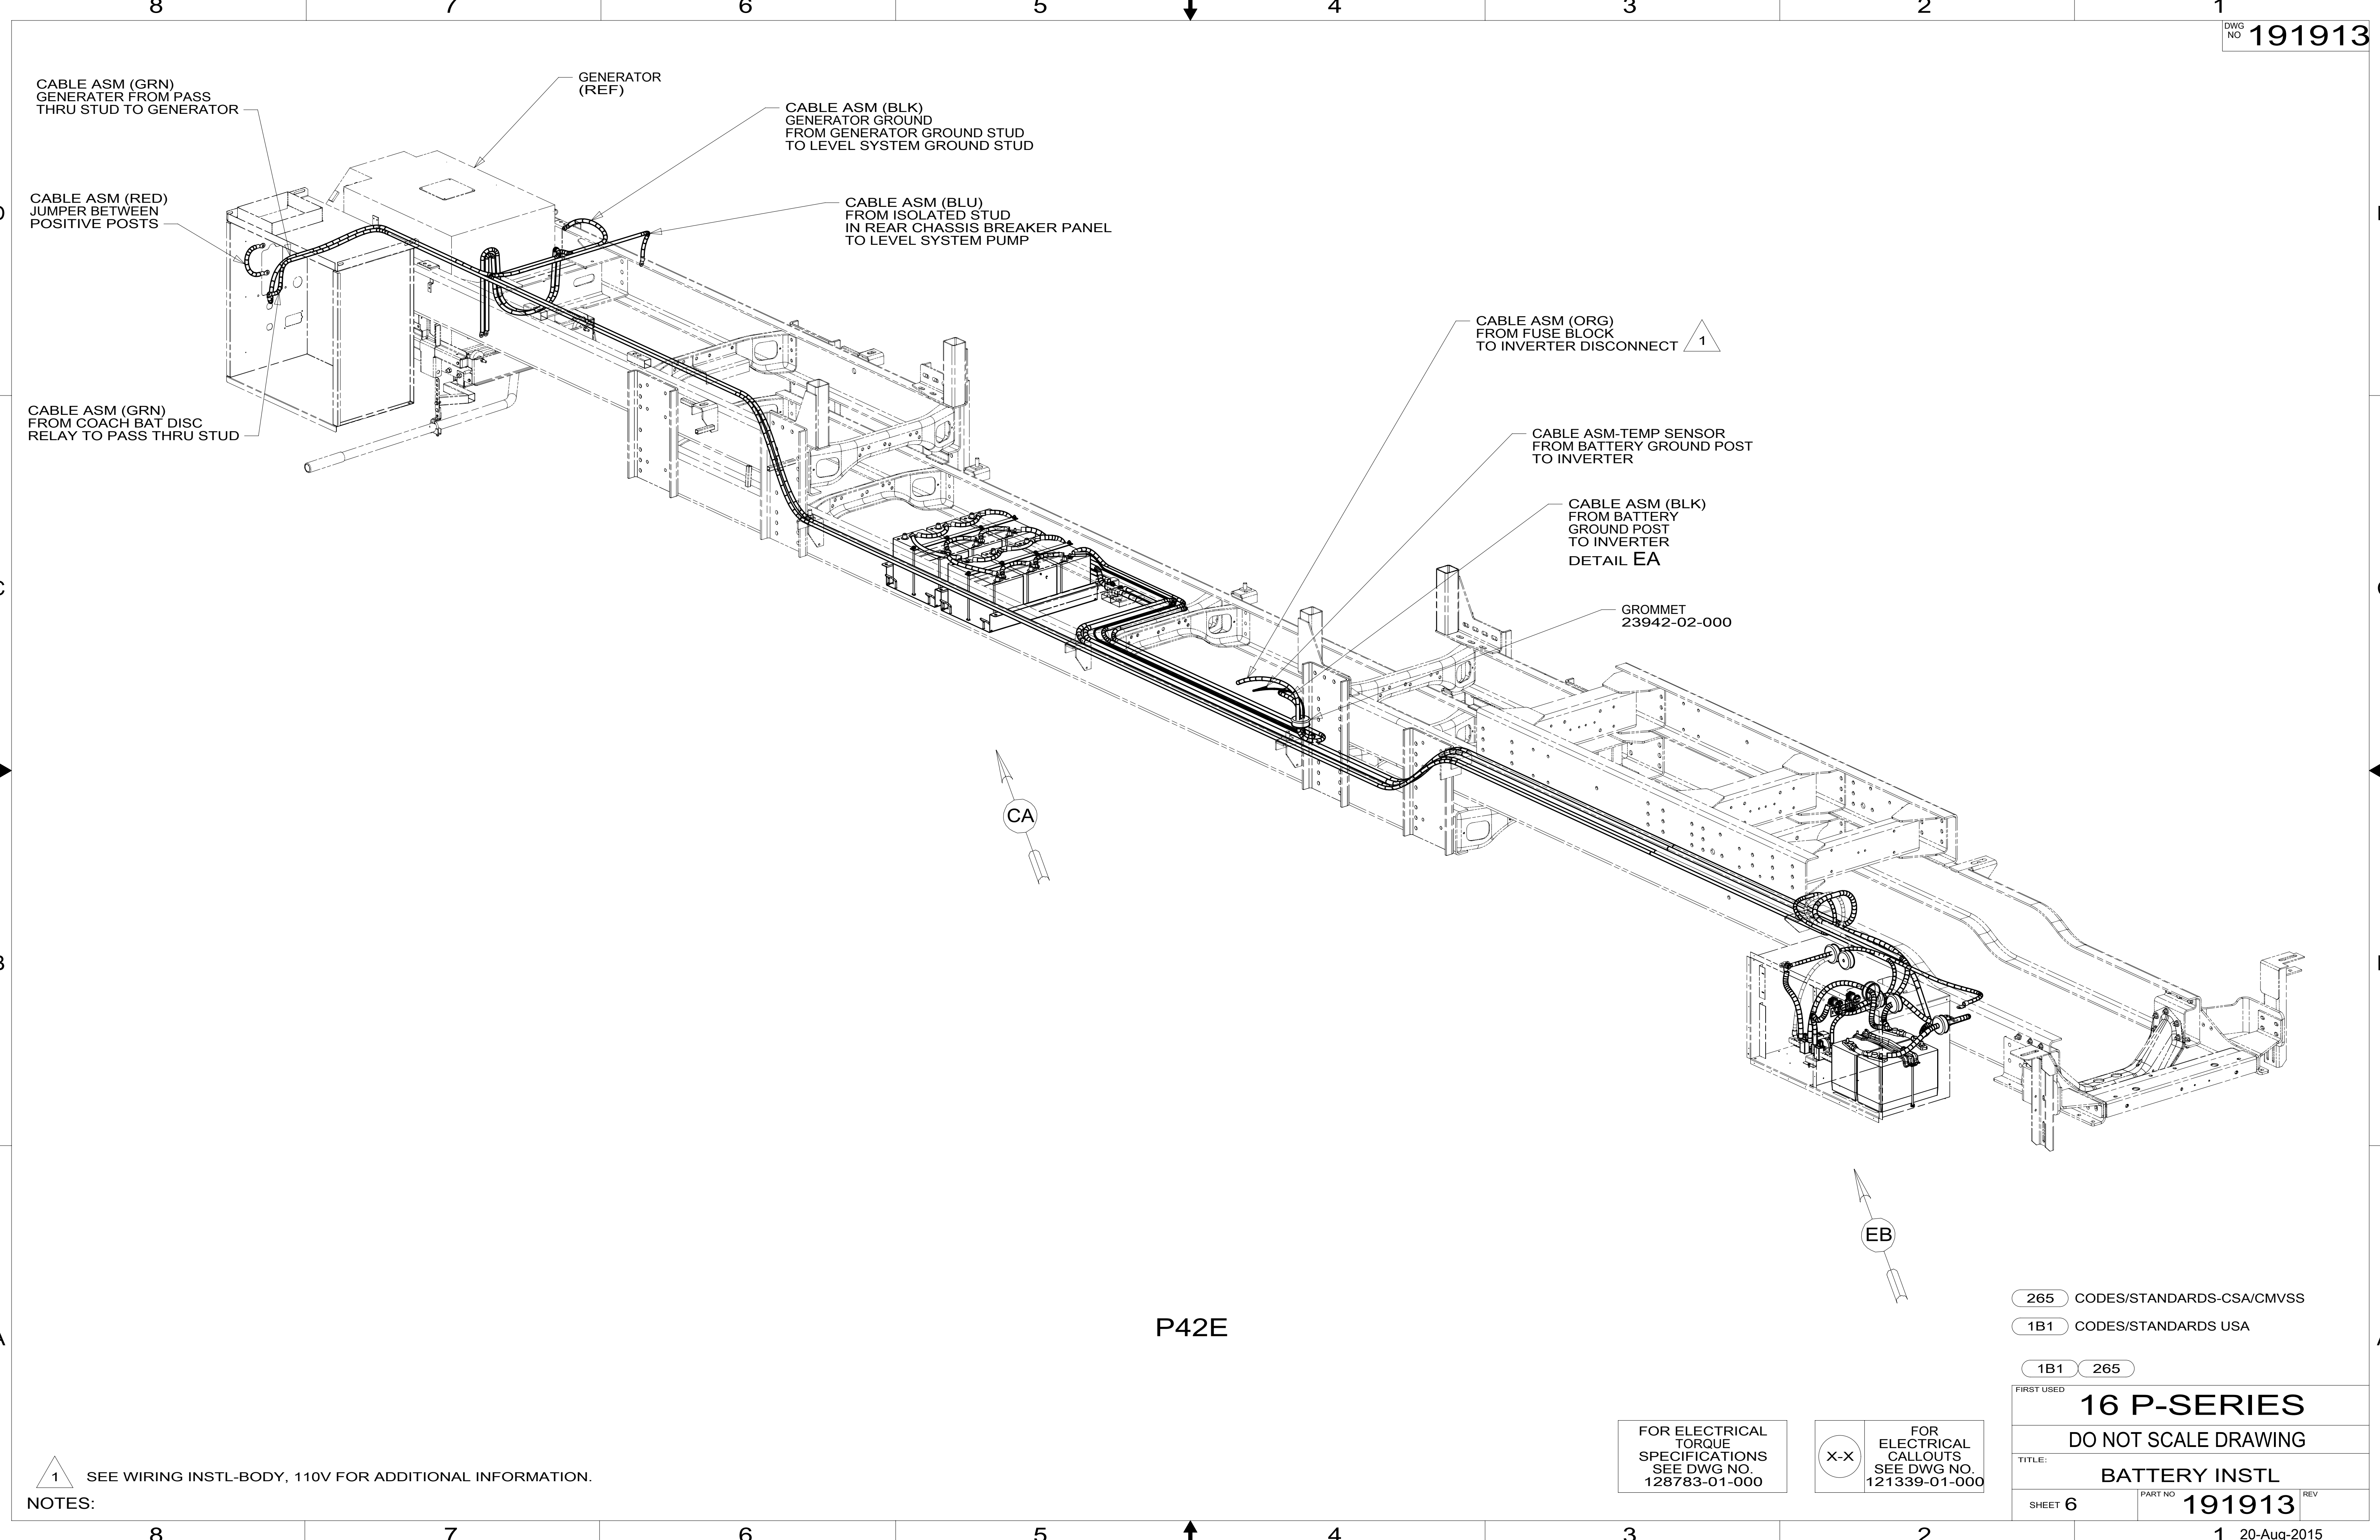 8 7 6 5 4 3 2 1
DWG
NO 191913
CABLE ASM (GRN)
GENERATER FROM PASS
THRU STUD TO GENERATOR
GENERATOR
(REF)
CABLE ASM (BLK)
GENERATOR GROUND
FROM GENERATOR GROUND STUD
TO LEVEL SYSTEM GROUND STUD
CABLE ASM (RED)
JUMPER BETWEEN
POSITIVE POSTS
CABLE ASM (BLU)
FROM ISOLATED STUD
IN REAR CHASSIS BREAKER PANEL
TO LEVEL SYSTEM PUMP
CABLE ASM (ORG)
FROM FUSE BLOCK
TO INVERTER DISCONNECT 1
CABLE ASM (GRN)
FROM COACH BAT DISC
RELAY TO PASS THRU STUD
CABLE ASM-TEMP SENSOR
FROM BATTERY GROUND POST
TO INVERTER
CABLE ASM (BLK)
FROM BATTERY
GROUND POST
TO INVERTER
DETAIL EA
GROMMET
23942-02-000
CA
EB
P42E
265 CODES/STANDARDS-CSA/CMVSS
1B1 CODES/STANDARDS USA
1B1 265
FIRST USED
16 P-SERIES
DO NOT SCALE DRAWING
TITLE:
BATTERY INSTL
SHEET 6
PART NO 191913 REV
FOR ELECTRICAL
TORQUE
SPECIFICATIONS
SEE DWG NO.
128783-01-000
X-X
FOR
ELECTRICAL
CALLOUTS
SEE DWG NO.
121339-01-000
1 SEE WIRING INSTL-BODY, 110V FOR ADDITIONAL INFORMATION.
NOTES:
8 7 6 5 4 3 2 1
20-Aug-2015